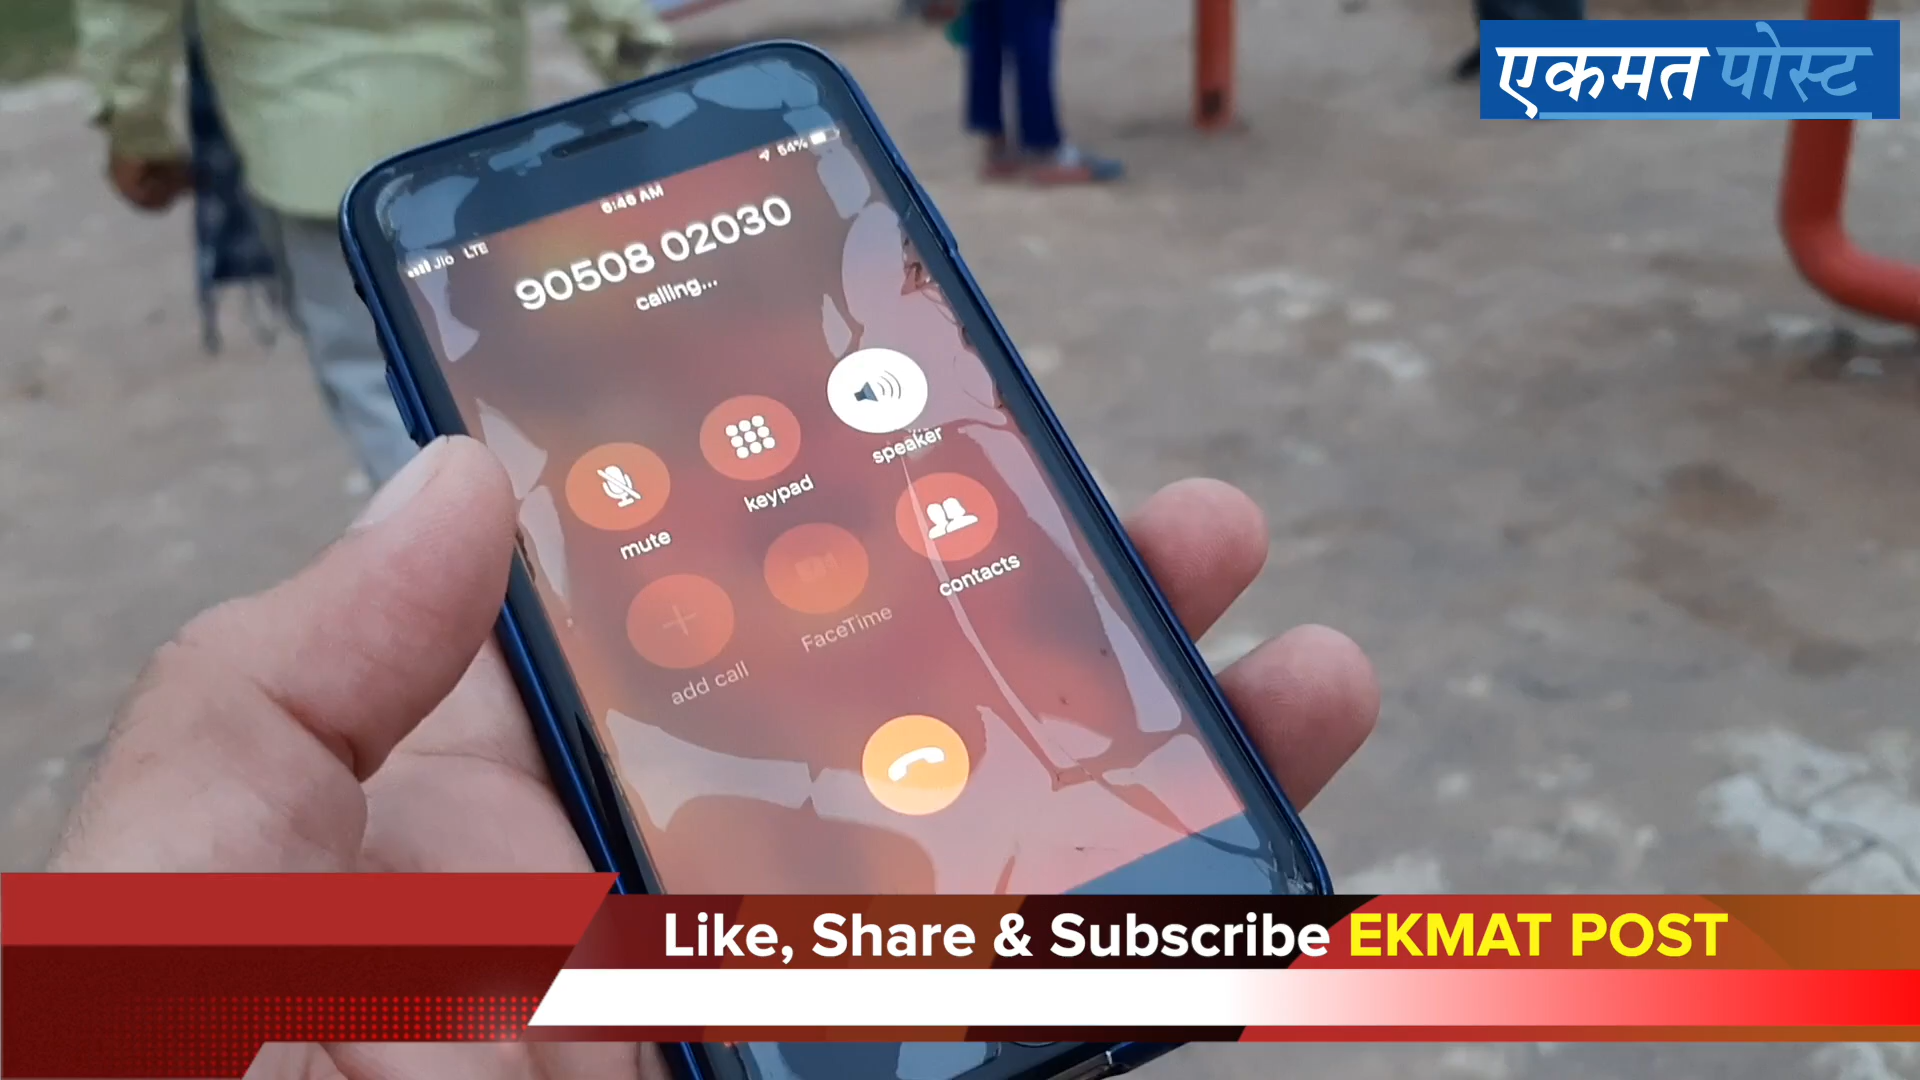 एकमत पोस्ट
Jio LTE
6:46 AM
54%
90508 02030
calling...
mute
keypad
speaker
add call
FaceTime
contacts
Like, Share & Subscribe EKMAT POST